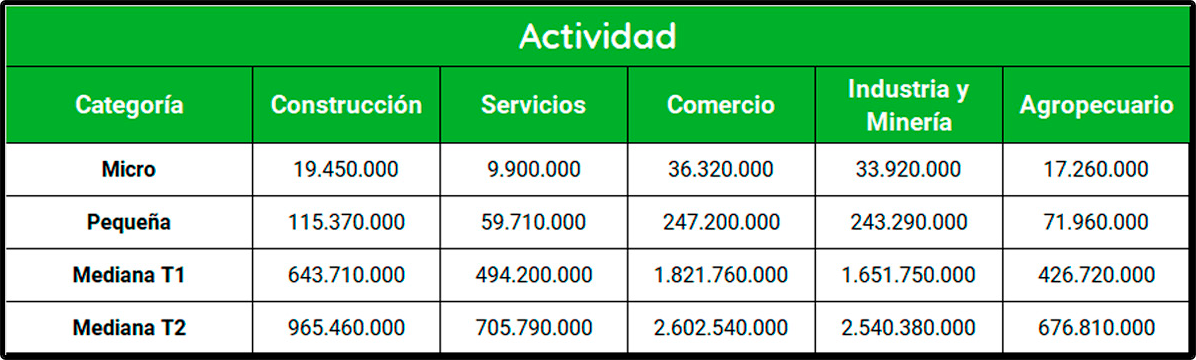 Actividad
Categoría Construcción Servicios Comercio Industria y Minería Agropecuario
Micro 19.450.000 9.900.000 36.320.000 33.920.000 17.260.000
Pequeña 115.370.000 59.710.000 247.200.000 243.290.000 71.960.000
Mediana T1 643.710.000 494.200.000 1.821.760.000 1.651.750.000 426.720.000
Mediana T2 965.460.000 705.790.000 2.602.540.000 2.540.380.000 676.810.000